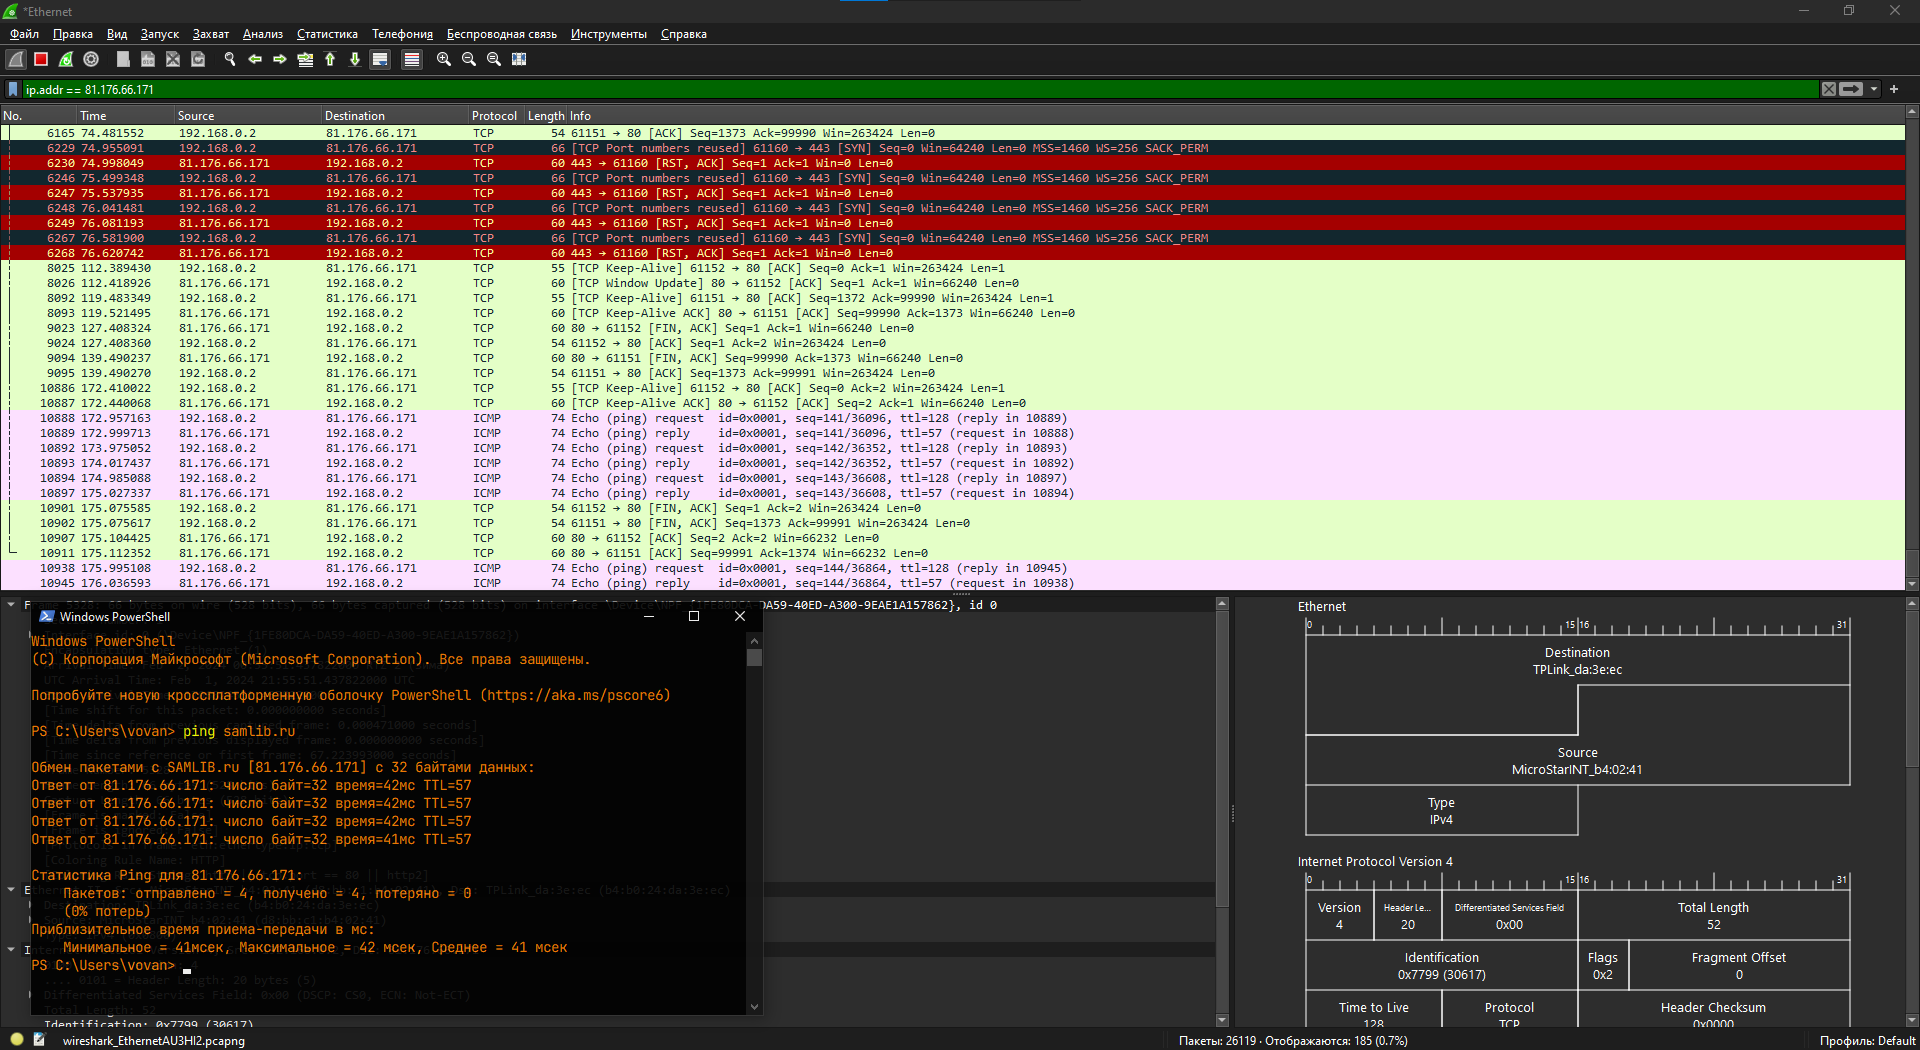 *Ethernet
Файл Правка Вид Запуск Захват Анализ Статистика Телефония Беспроводная связь Инструменты Справка
ip.addr == 81.176.66.171
No. Time Source Destination Protocol Length Info
6165 74.481552 192.168.0.2 81.176.66.171 TCP 54 61151 → 80 [ACK] Seq=1373 Ack=99990 Win=263424 Len=0
6229 74.955091 192.168.0.2 81.176.66.171 TCP 66 [TCP Port numbers reused] 61160 → 443 [SYN] Seq=0 Win=64240 Len=0 MSS=1460 WS=256 SACK_PERM
6230 74.998049 81.176.66.171 192.168.0.2 TCP 60 443 → 61160 [RST, ACK] Seq=1 Ack=1 Win=0 Len=0
6246 75.499348 192.168.0.2 81.176.66.171 TCP 66 [TCP Port numbers reused] 61160 → 443 [SYN] Seq=0 Win=64240 Len=0 MSS=1460 WS=256 SACK_PERM
6247 75.537935 81.176.66.171 192.168.0.2 TCP 60 443 → 61160 [RST, ACK] Seq=1 Ack=1 Win=0 Len=0
6248 76.041481 192.168.0.2 81.176.66.171 TCP 66 [TCP Port numbers reused] 61160 → 443 [SYN] Seq=0 Win=64240 Len=0 MSS=1460 WS=256 SACK_PERM
6249 76.081193 81.176.66.171 192.168.0.2 TCP 60 443 → 61160 [RST, ACK] Seq=1 Ack=1 Win=0 Len=0
6267 76.581900 192.168.0.2 81.176.66.171 TCP 66 [TCP Port numbers reused] 61160 → 443 [SYN] Seq=0 Win=64240 Len=0 MSS=1460 WS=256 SACK_PERM
6268 76.620742 81.176.66.171 192.168.0.2 TCP 60 443 → 61160 [RST, ACK] Seq=1 Ack=1 Win=0 Len=0
8025 112.389430 192.168.0.2 81.176.66.171 TCP 55 [TCP Keep-Alive] 61152 → 80 [ACK] Seq=0 Ack=1 Win=263424 Len=1
8026 112.418926 81.176.66.171 192.168.0.2 TCP 60 [TCP Window Update] 80 → 61152 [ACK] Seq=1 Ack=1 Win=66240 Len=0
8092 119.483349 192.168.0.2 81.176.66.171 TCP 55 [TCP Keep-Alive] 61151 → 80 [ACK] Seq=1372 Ack=99990 Win=263424 Len=1
8093 119.521495 81.176.66.171 192.168.0.2 TCP 60 [TCP Keep-Alive ACK] 80 → 61151 [ACK] Seq=99990 Ack=1373 Win=66240 Len=0
9023 127.408324 81.176.66.171 192.168.0.2 TCP 60 80 → 61152 [FIN, ACK] Seq=1 Ack=1 Win=66240 Len=0
9024 127.408360 192.168.0.2 81.176.66.171 TCP 54 61152 → 80 [ACK] Seq=1 Ack=2 Win=263424 Len=0
9094 139.490237 81.176.66.171 192.168.0.2 TCP 60 80 → 61151 [FIN, ACK] Seq=99990 Ack=1373 Win=66240 Len=0
9095 139.490270 192.168.0.2 81.176.66.171 TCP 54 61151 → 80 [ACK] Seq=1373 Ack=99991 Win=263424 Len=0
10886 172.410022 192.168.0.2 81.176.66.171 TCP 55 [TCP Keep-Alive] 61152 → 80 [ACK] Seq=0 Ack=2 Win=263424 Len=1
10887 172.440068 81.176.66.171 192.168.0.2 TCP 60 [TCP Keep-Alive ACK] 80 → 61152 [ACK] Seq=2 Ack=1 Win=66240 Len=0
10888 172.957163 192.168.0.2 81.176.66.171 ICMP 74 Echo (ping) request id=0x0001, seq=141/36096, ttl=128 (reply in 10889)
10889 172.999713 81.176.66.171 192.168.0.2 ICMP 74 Echo (ping) reply id=0x0001, seq=141/36096, ttl=57 (request in 10888)
10892 173.975052 192.168.0.2 81.176.66.171 ICMP 74 Echo (ping) request id=0x0001, seq=142/36352, ttl=128 (reply in 10893)
10893 174.017437 81.176.66.171 192.168.0.2 ICMP 74 Echo (ping) reply id=0x0001, seq=142/36352, ttl=57 (request in 10892)
10894 174.985088 192.168.0.2 81.176.66.171 ICMP 74 Echo (ping) request id=0x0001, seq=143/36608, ttl=128 (reply in 10897)
10897 175.027337 81.176.66.171 192.168.0.2 ICMP 74 Echo (ping) reply id=0x0001, seq=143/36608, ttl=57 (request in 10894)
10901 175.075585 192.168.0.2 81.176.66.171 TCP 54 61152 → 80 [FIN, ACK] Seq=1 Ack=2 Win=263424 Len=0
10902 175.075617 192.168.0.2 81.176.66.171 TCP 54 61151 → 80 [FIN, ACK] Seq=1373 Ack=99991 Win=263424 Len=0
10907 175.104425 81.176.66.171 192.168.0.2 TCP 60 80 → 61152 [ACK] Seq=2 Ack=2 Win=66232 Len=0
10911 175.112352 81.176.66.171 192.168.0.2 TCP 60 80 → 61151 [ACK] Seq=99991 Ack=1374 Win=66232 Len=0
10938 175.995108 192.168.0.2 81.176.66.171 ICMP 74 Echo (ping) request id=0x0001, seq=144/36864, ttl=128 (reply in 10945)
10945 176.036593 81.176.66.171 192.168.0.2 ICMP 74 Echo (ping) reply id=0x0001, seq=144/36864, ttl=57 (request in 10938)
DA59-40ED-A300-9EAE1A157862}, id 0
Windows PowerShell
Windows PowerShell
(C) Корпорация Майкрософт (Microsoft Corporation). Все права защищены.
Попробуйте новую кроссплатформенную оболочку PowerShell (https://aka.ms/pscore6)
PS C:\Users\vovan> ping samlib.ru
Обмен пакетами с SAMLIB.ru [81.176.66.171] с 32 байтами данных:
Ответ от 81.176.66.171: число байт=32 время=42мс TTL=57
Ответ от 81.176.66.171: число байт=32 время=42мс TTL=57
Ответ от 81.176.66.171: число байт=32 время=42мс TTL=57
Ответ от 81.176.66.171: число байт=32 время=41мс TTL=57
Статистика Ping для 81.176.66.171:
Пакетов: отправлено = 4, получено = 4, потеряно = 0
(0% потерь)
Приблизительное время приема-передачи в мс:
Минимальное = 41мсек, Максимальное = 42 мсек, Среднее = 41 мсек
PS C:\Users\vovan>
Identification: 0x7799 (30617)
Ethernet
0 15 16 31
Destination
TPLink_da:3e:ec
Source
MicroStarINT_b4:02:41
Type
IPv4
Internet Protocol Version 4
0 15 16 31
Version Header Le... Differentiated Services Field Total Length
4 20 0x00 52
Identification Flags Fragment Offset
0x7799 (30617) 0x2 0
Time to Live Protocol Header Checksum
128 TCP 0x0000
wireshark_EthernetAU3HI2.pcapng
Пакеты: 26119 · Отображаются: 185 (0.7%)
Профиль: Default